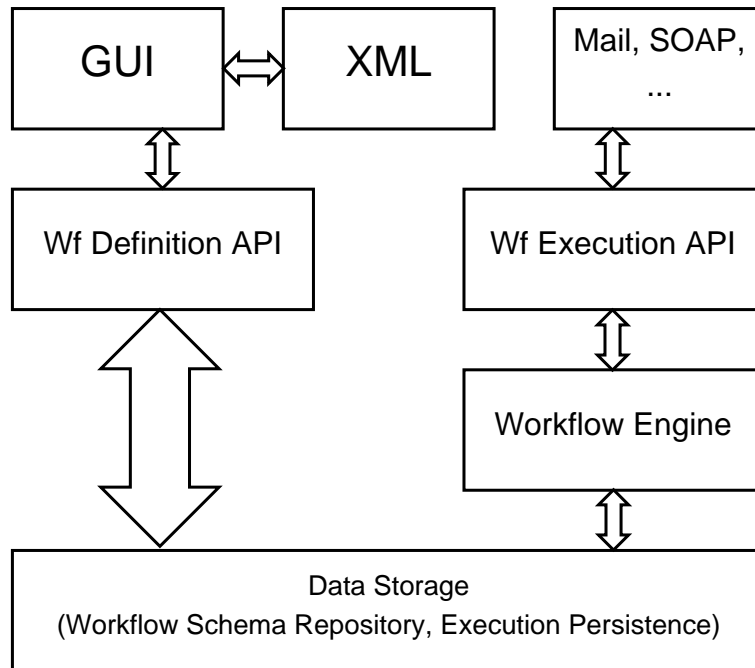 GUI
XML
Mail, SOAP,
...
Wf Definition API
Wf Execution API
Workflow Engine
Data Storage
(Workflow Schema Repository, Execution Persistence)